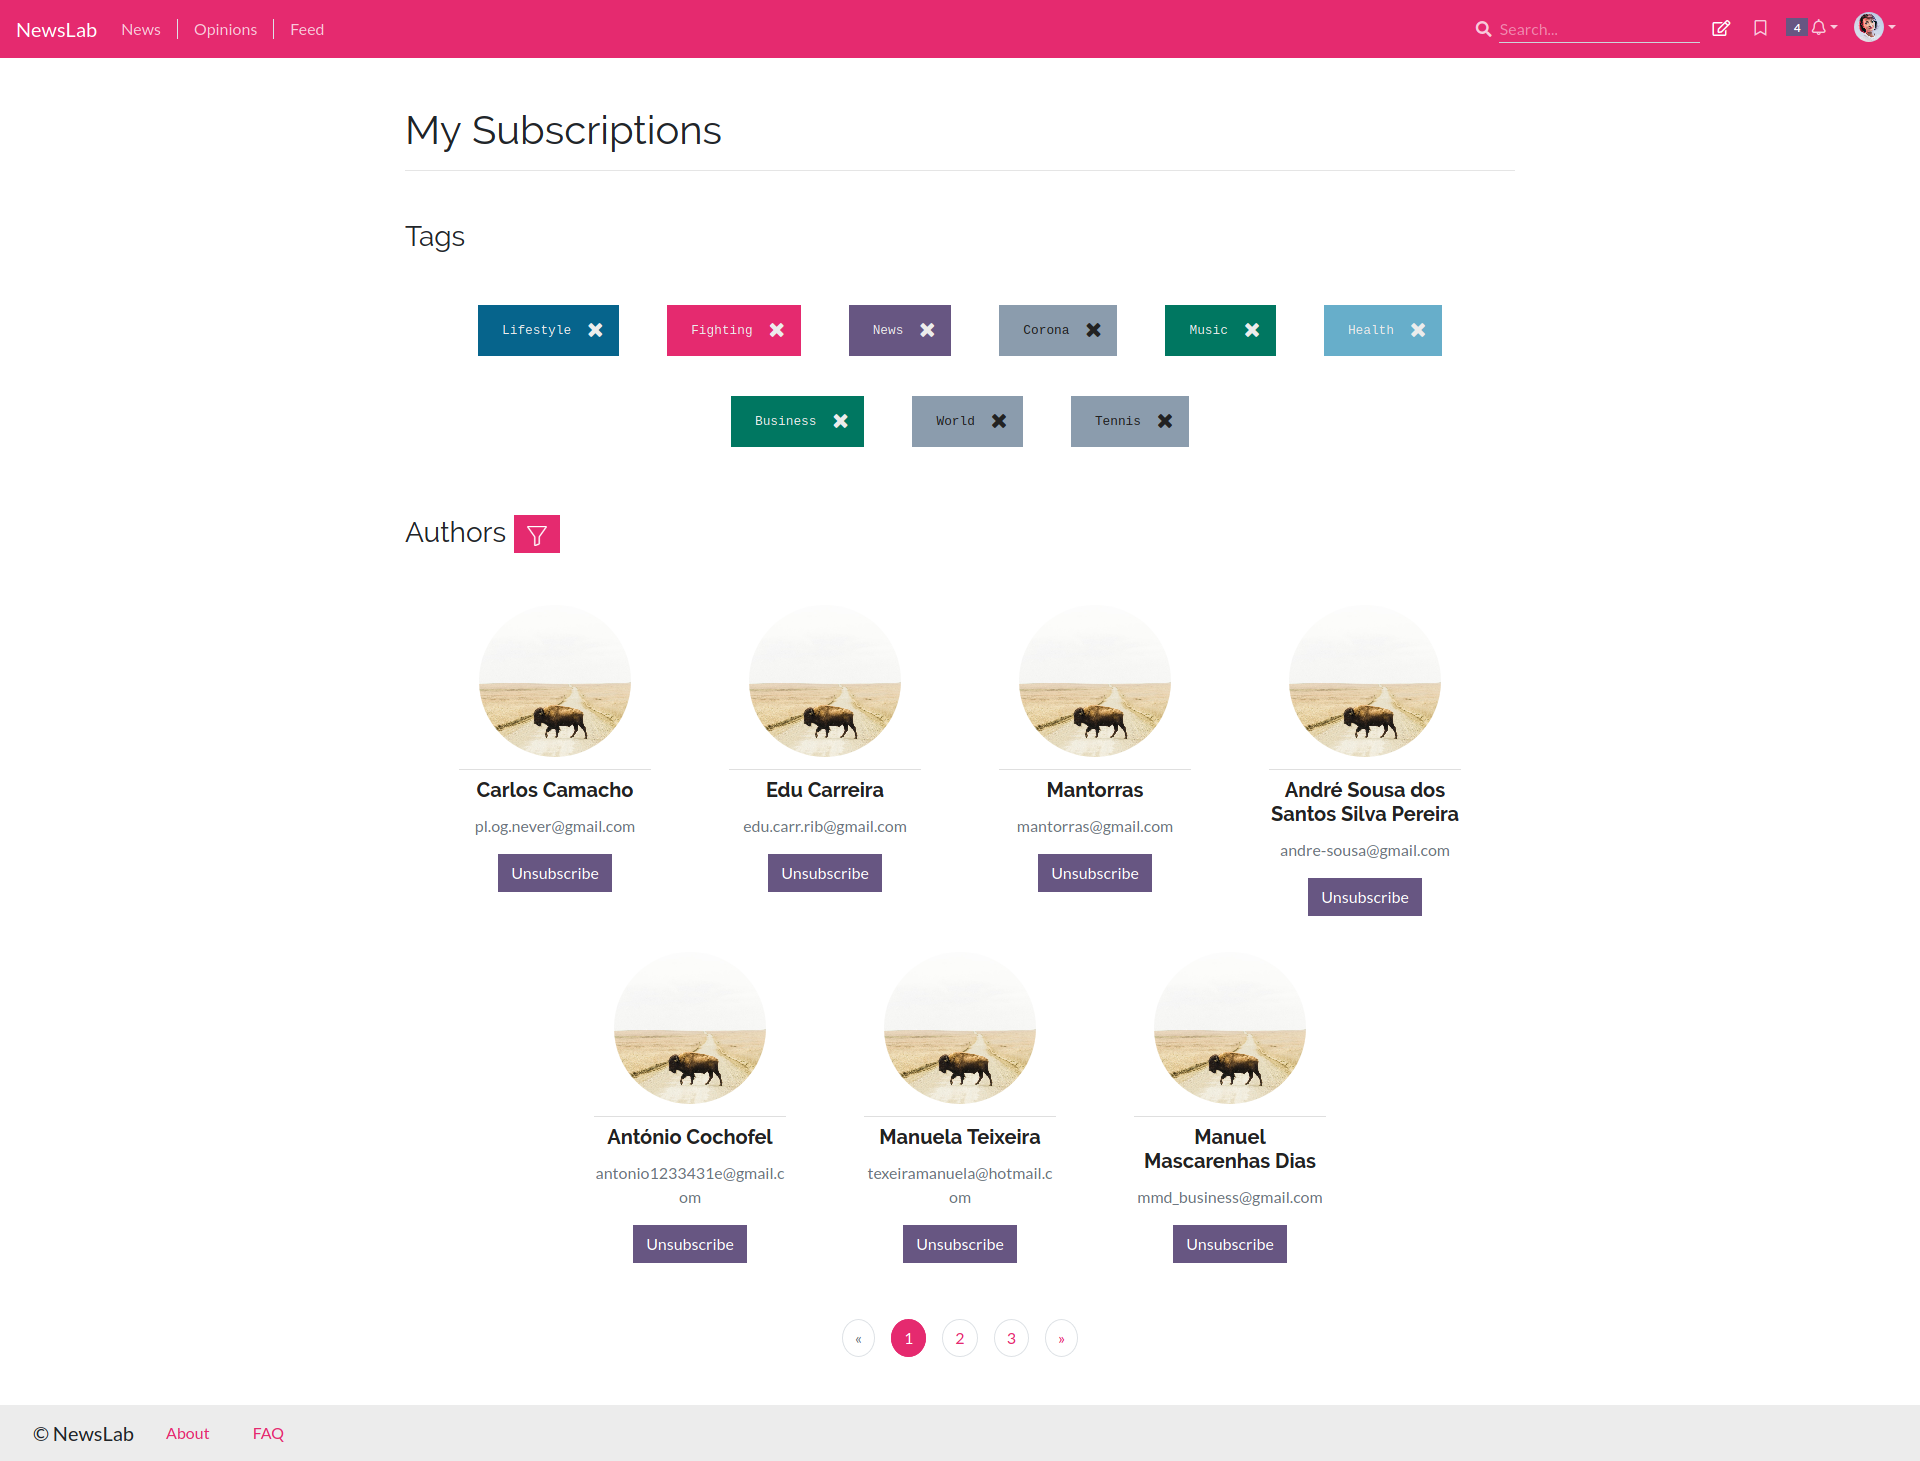 NewsLab News Opinions Feed Search... 4
My Subscriptions
Tags
Lifestyle Fighting News Corona Music Health
Business World Tennis
Authors
Carlos Camacho
pl.og.never@gmail.com
Unsubscribe
Edu Carreira
edu.carr.rib@gmail.com
Unsubscribe
Mantorras
mantorras@gmail.com
Unsubscribe
André Sousa dos
Santos Silva Pereira
andre-sousa@gmail.com
Unsubscribe
António Cochofel
antonio1233431e@gmail.c
om
Unsubscribe
Manuela Teixeira
texeiramanuela@hotmail.c
om
Unsubscribe
Manuel
Mascarenhas Dias
mmd_business@gmail.com
Unsubscribe
« 1 2 3 »
© NewsLab About FAQ